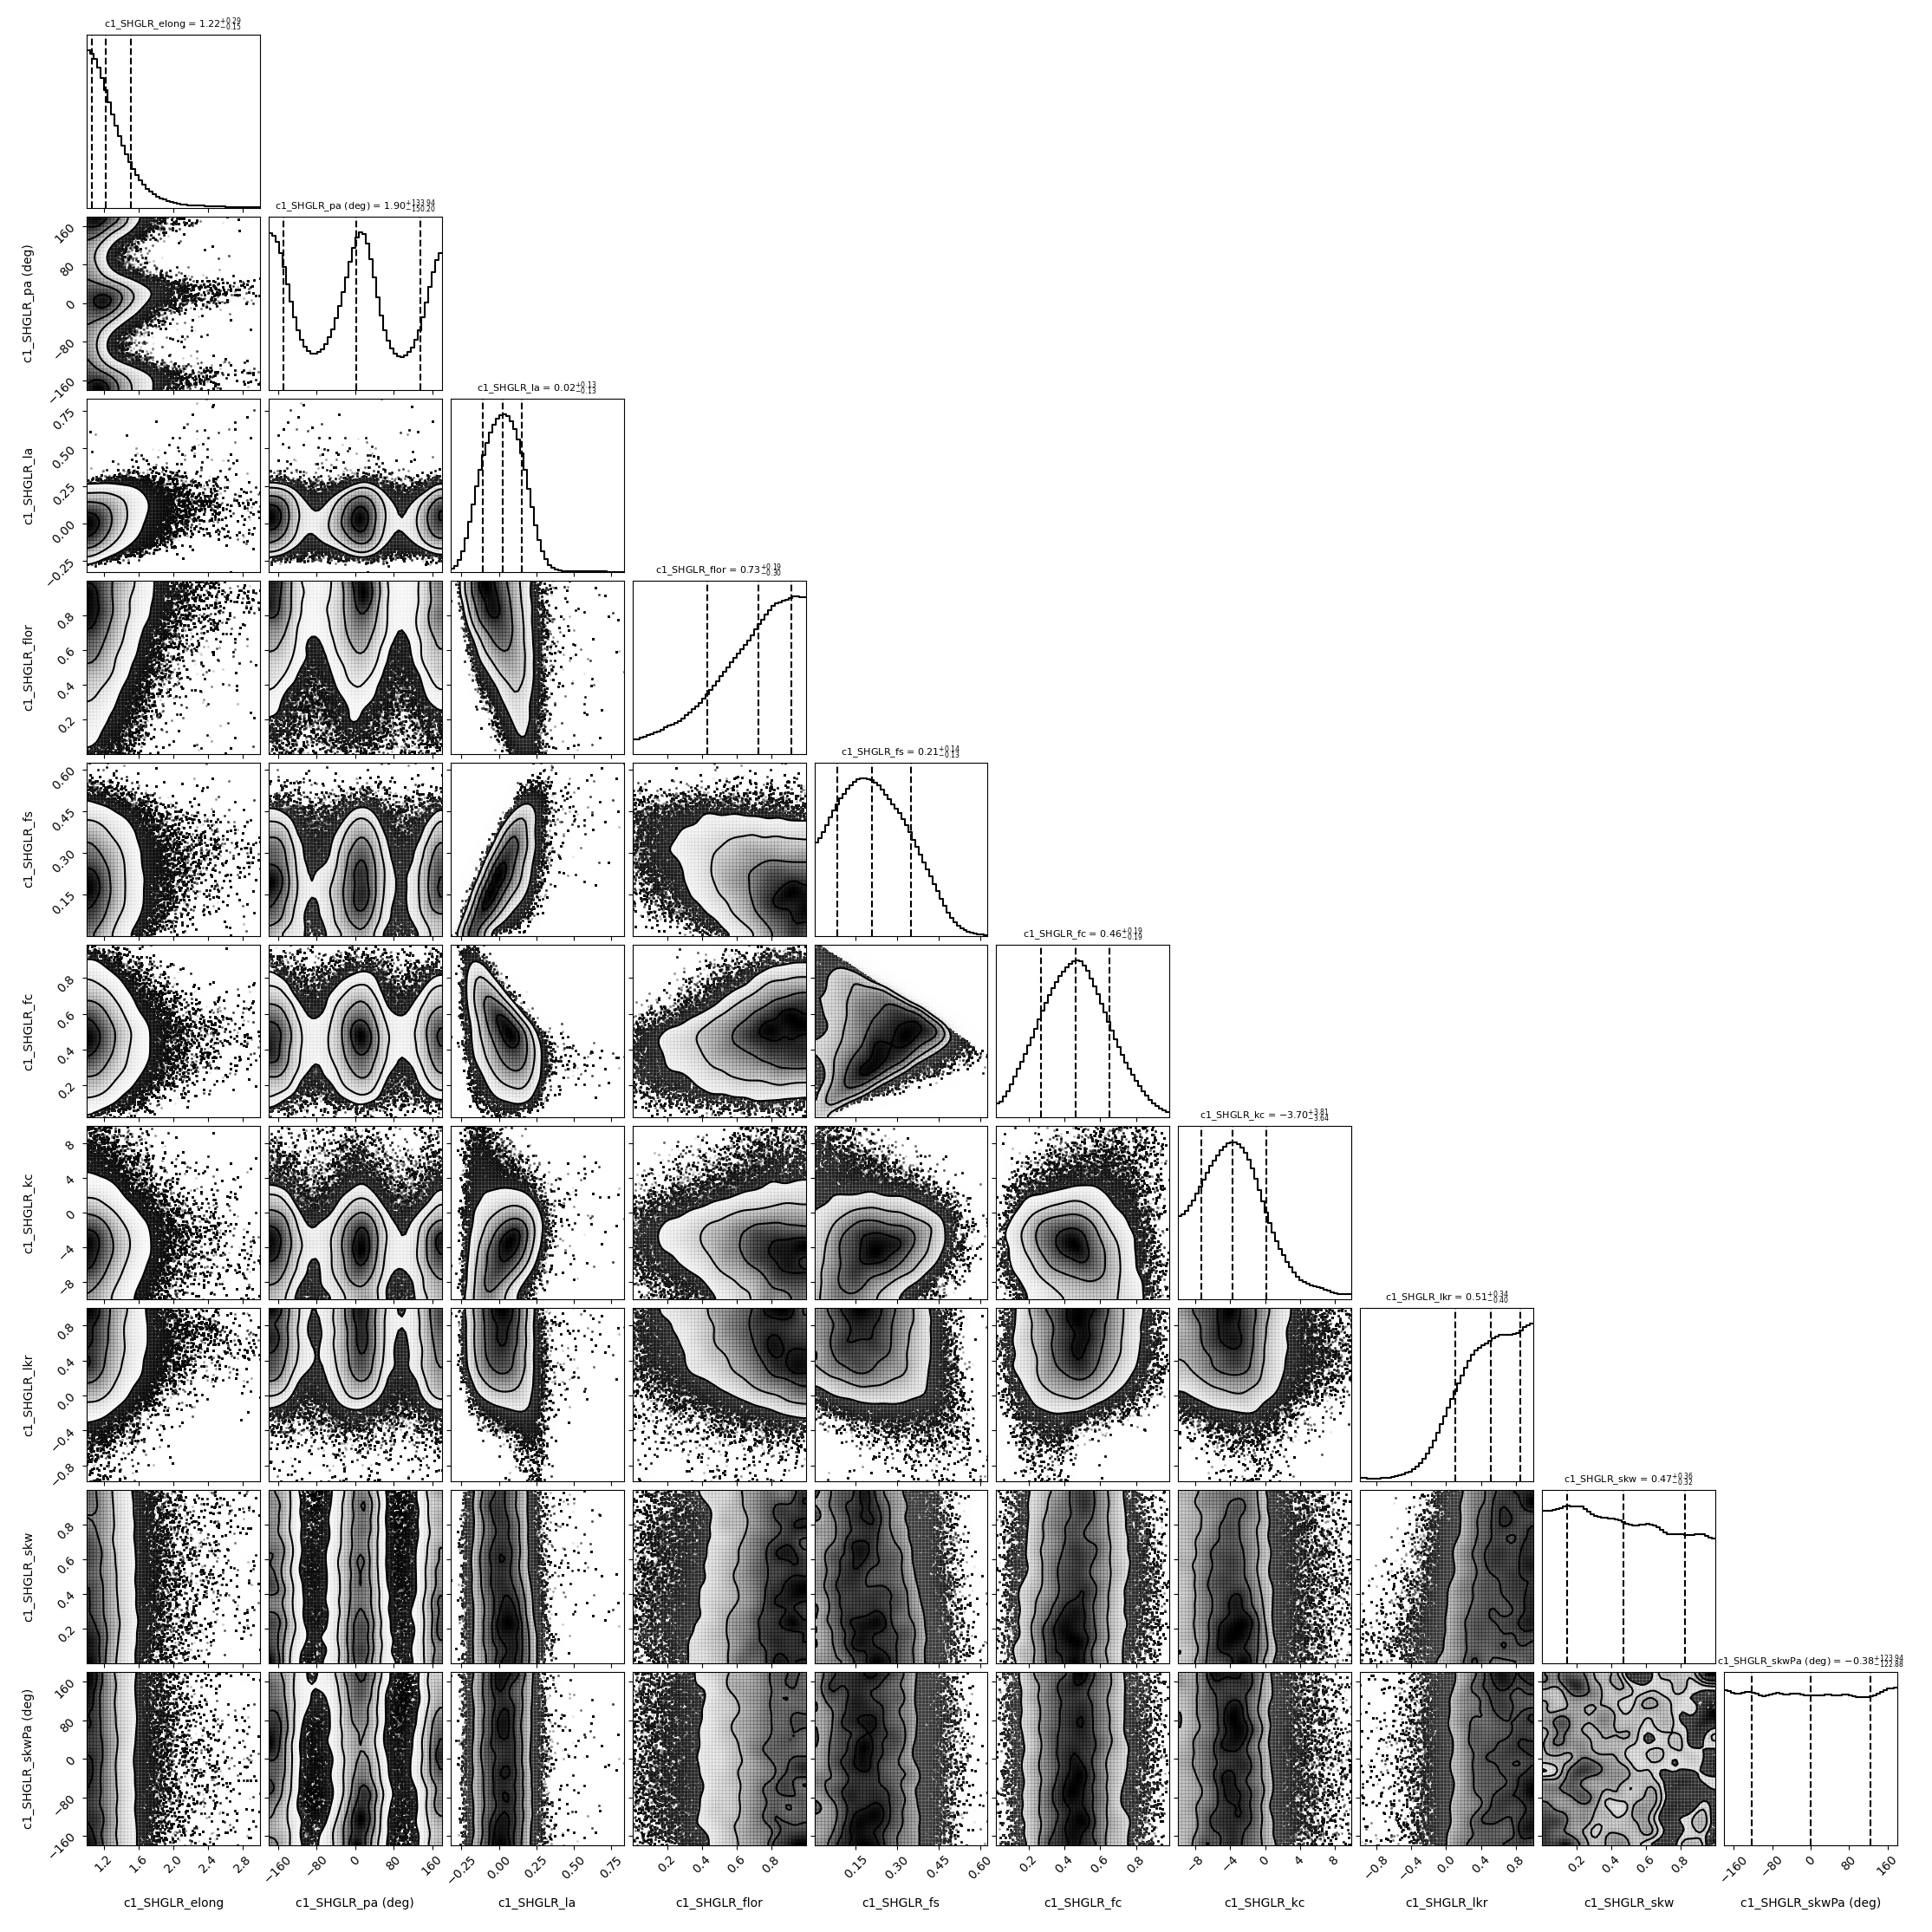 c1_SHGLR_elong = 1.22 +0.29 −0.15
c1_SHGLR_pa (deg)
160
80
0
−80
−160
c1_SHGLR_pa (deg) = 1.90 +133.94 −150.20
c1_SHGLR_la
0.75
0.50
0.25
0.00
−0.25
c1_SHGLR_la = 0.02 +0.13 −0.13
c1_SHGLR_flor
0.8
0.6
0.4
0.2
c1_SHGLR_flor = 0.73 +0.19 −0.30
c1_SHGLR_fs
0.60
0.45
0.30
0.15
c1_SHGLR_fs = 0.21 +0.14 −0.13
c1_SHGLR_fc
0.8
0.6
0.4
0.2
c1_SHGLR_fc = 0.46 +0.19 −0.19
c1_SHGLR_kc
8
4
0
−4
−8
c1_SHGLR_kc = −3.70 +3.81 −3.64
c1_SHGLR_lkr
0.8
0.4
0.0
−0.4
−0.8
c1_SHGLR_lkr = 0.51 +0.34 −0.40
c1_SHGLR_skw
0.8
0.6
0.4
0.2
c1_SHGLR_skw = 0.47 +0.36 −0.32
c1_SHGLR_skwPa (deg)
160
80
0
−80
−160
c1_SHGLR_skwPa (deg) = −0.38 +123.94 −122.88
1.2 1.6 2.0 2.4 2.8
−160 −80 0 80 160
−0.25 0.00 0.25 0.50 0.75
0.2 0.4 0.6 0.8
0.15 0.30 0.45 0.60
0.2 0.4 0.6 0.8
−8 −4 0 4 8
−0.8 −0.4 0.0 0.4 0.8
0.2 0.4 0.6 0.8
−160 −80 0 80 160
c1_SHGLR_elong
c1_SHGLR_pa (deg)
c1_SHGLR_la
c1_SHGLR_flor
c1_SHGLR_fs
c1_SHGLR_fc
c1_SHGLR_kc
c1_SHGLR_lkr
c1_SHGLR_skw
c1_SHGLR_skwPa (deg)